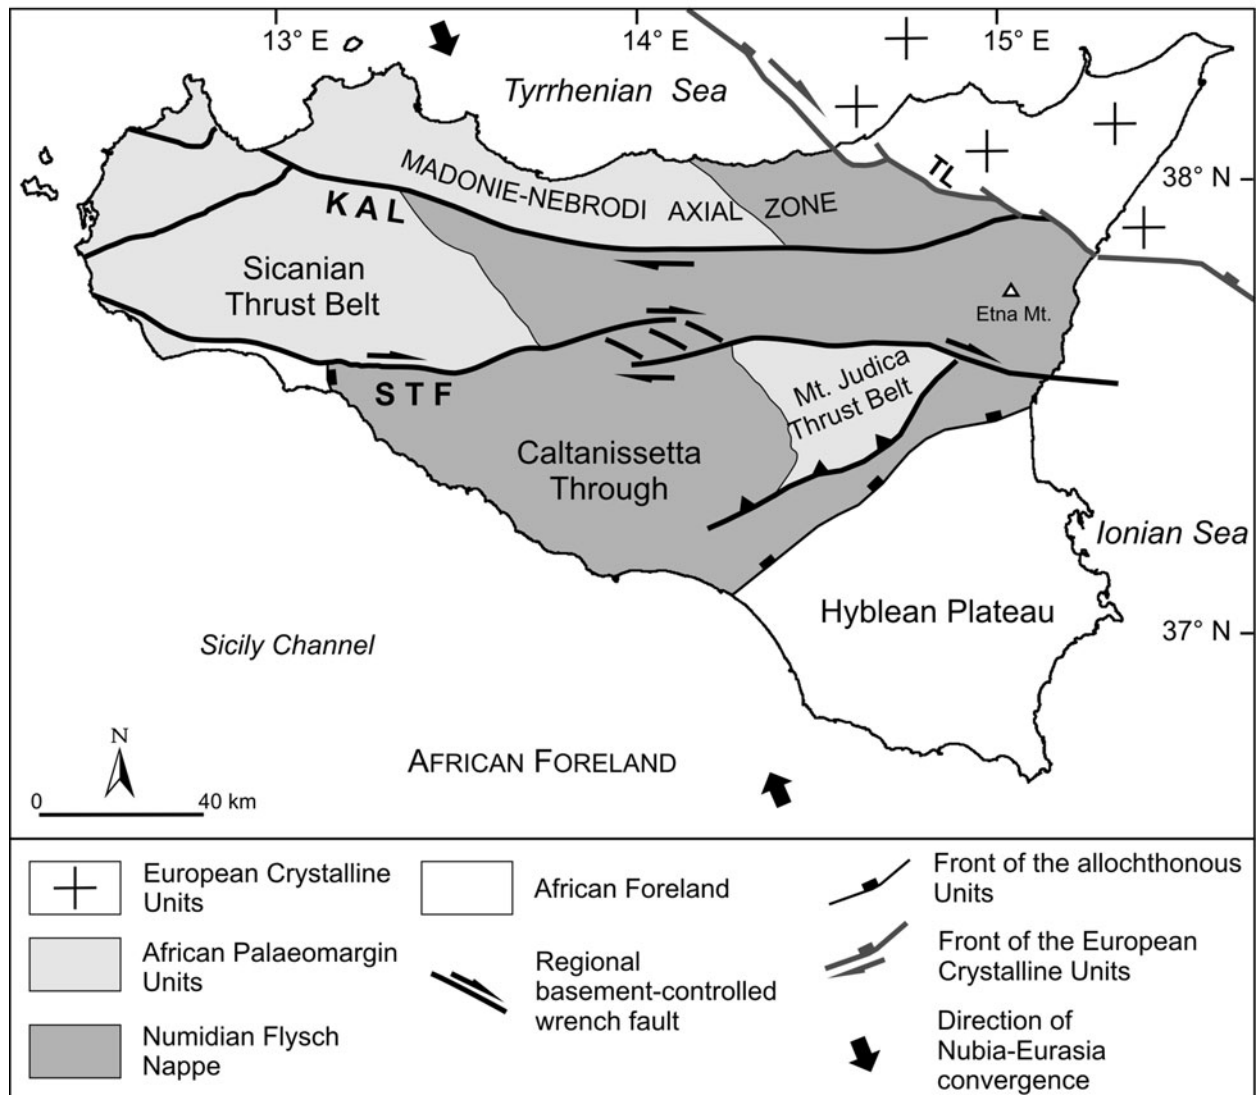 13° E
14° E
15° E
Tyrrhenian Sea
MADONIE-NEBRODI AXIAL ZONE
TL
38° N
KAL
Sicanian
Thrust Belt
Etna Mt.
STF
Mt. Judica
Thrust Belt
Caltanissetta
Through
Ionian Sea
Hyblean Plateau
37° N
Sicily Channel
N
AFRICAN FORELAND
0
40 km
European Crystalline
Units
African Palaeomargin
Units
Numidian Flysch
Nappe
African Foreland
Regional
basement-controlled
wrench fault
Front of the allochthonous
Units
Front of the European
Crystalline Units
Direction of
Nubia-Eurasia
convergence